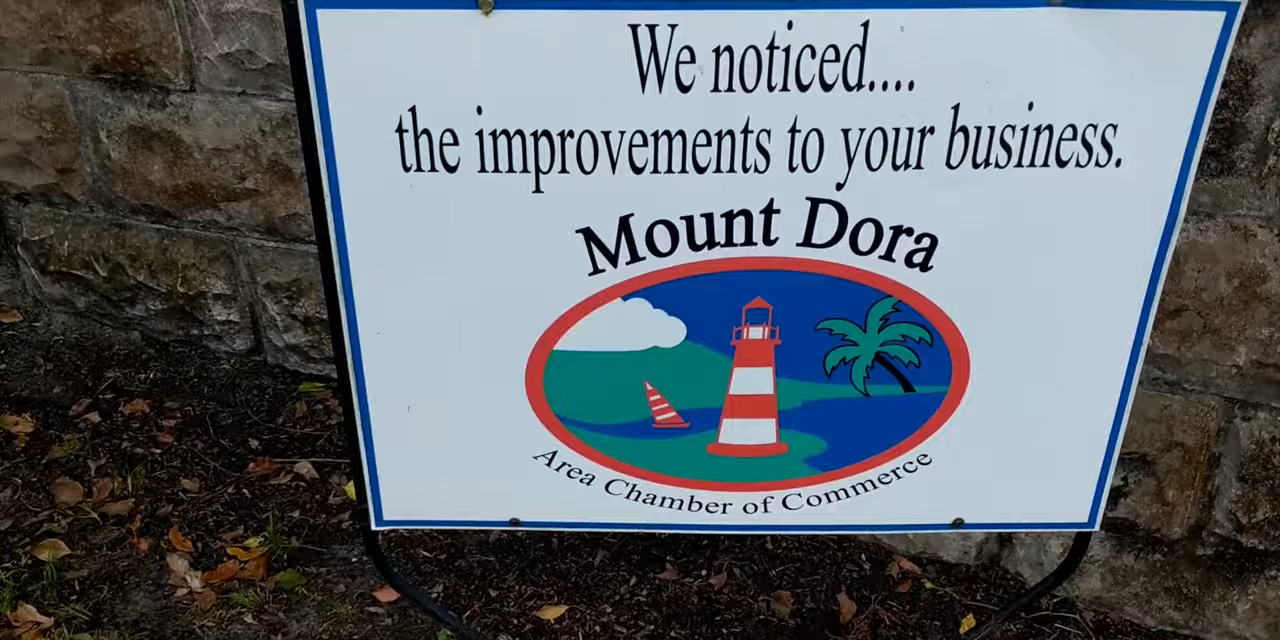 We noticed....
the improvements to your business.
Mount Dora
Area Chamber of Commerce